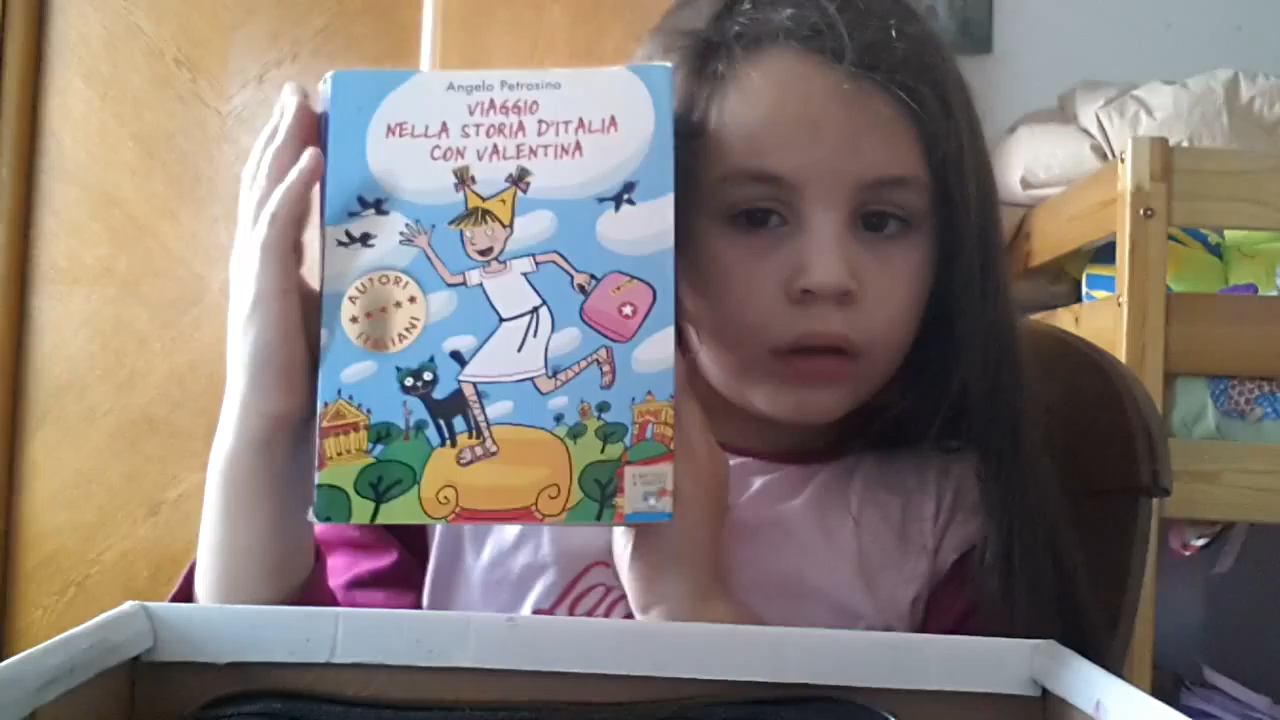 Angelo Petrosino
VIAGGIO
NELLA STORIA D'ITALIA
CON VALENTINA
AUTORI
ITALIANI